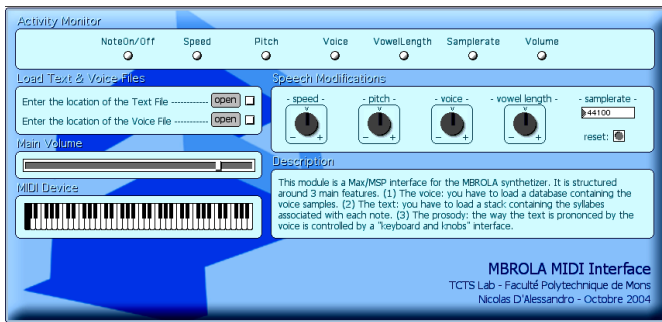 Activity Monitor
NoteOn/Off Speed Pitch Voice VowelLength Samplerate Volume
Load Text & Voice Files
Enter the location of the Text File ------------ open
Enter the location of the Voice File ------ open
Main Volume
MIDI Device
Speech Modifications
- speed - - pitch - - voice - - vowel length - - samplerate -
44100
- + - + - + - + reset:
Description
This module is a Max/MSP interface for the MBROLA synthetizer. It is structured
around 3 main features. (1) The voice: you have to load a database containing the
voice samples. (2) The text: you have to load a stack containing the syllabes
associated with each note. (3) The prosody: the way the text is prononced by the
voice is controlled by a "keyboard and knobs" interface.
MBROLA MIDI Interface
TCTS Lab - Faculté Polytechnique de Mons
Nicolas D'Alessandro - Octobre 2004